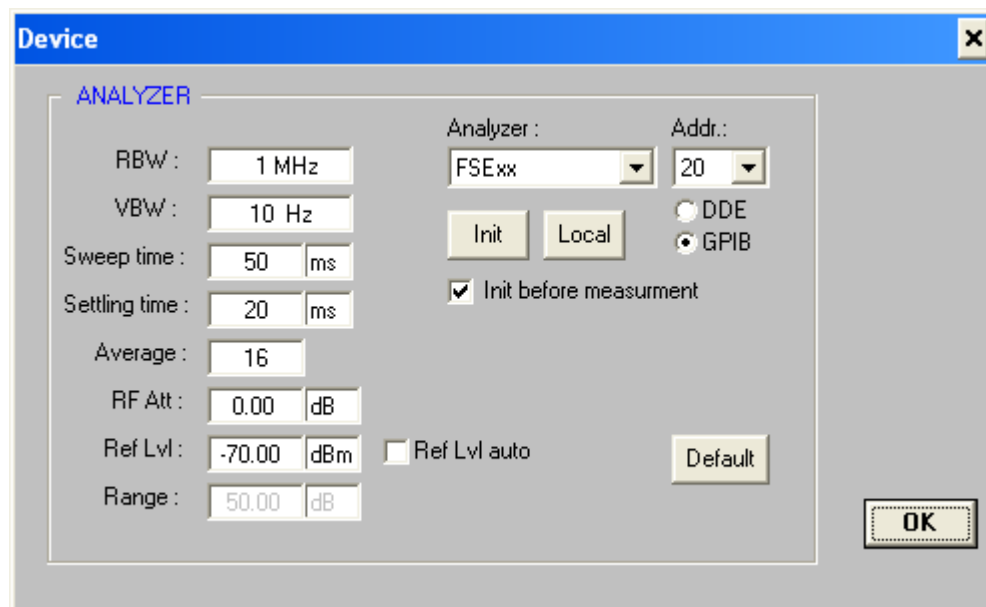 Device
ANALYZER
Analyzer : Addr.:
RBW : 1 MHz FSExx 20
VBW : 10 Hz DDE
Init Local GPIB
Sweep time : 50 ms
Init before measurment
Settling time : 20 ms
Average : 16
RF Att : 0.00 dB
Ref Lvl : -70.00 dBm Ref Lvl auto Default
Range : 50.00 dB
OK